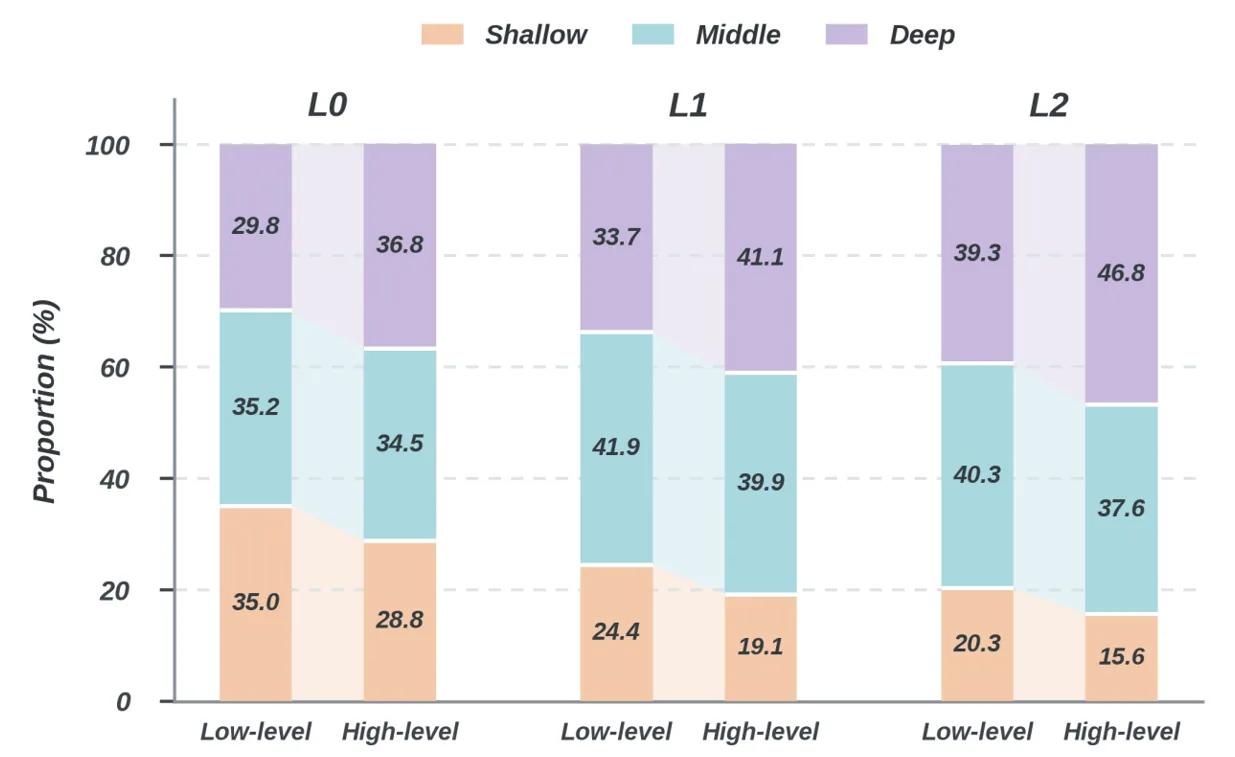 Shallow Middle Deep
L0 L1 L2
Proportion (%)
100
80
60
40
20
0
29.8 36.8 33.7 41.1 39.3 46.8
35.2 34.5 41.9 39.9 40.3 37.6
35.0 28.8 24.4 19.1 20.3 15.6
Low-level High-level Low-level High-level Low-level High-level